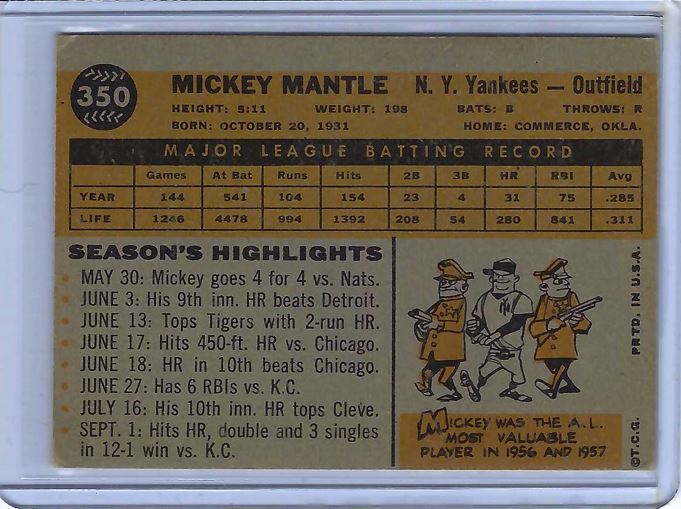 350
MICKEY MANTLE N. Y. Yankees — Outfield
HEIGHT: 5:11 WEIGHT: 198 BATS: B THROWS: R
BORN: OCTOBER 20, 1931 HOME: COMMERCE, OKLA.
MAJOR LEAGUE BATTING RECORD
Games At Bat Runs Hits 2B 3B HR RBI Avg
YEAR 144 541 104 154 23 4 31 75 .285
LIFE 1246 4478 994 1392 208 54 280 841 .311
SEASON'S HIGHLIGHTS
MAY 30: Mickey goes 4 for 4 vs. Nats.
JUNE 3: His 9th inn. HR beats Detroit.
JUNE 13: Tops Tigers with 2-run HR.
JUNE 17: Hits 450-ft. HR vs. Chicago.
JUNE 18: HR in 10th beats Chicago.
JUNE 27: Has 6 RBIs vs. K.C.
JULY 16: His 10th inn. HR tops Cleve.
SEPT. 1: Hits HR, double and 3 singles
in 12-1 win vs. K.C.
NY
MICKEY WAS THE A.L.
MOST VALUABLE
PLAYER IN 1956 AND 1957
©T.C.G. PRTD. IN U.S.A.